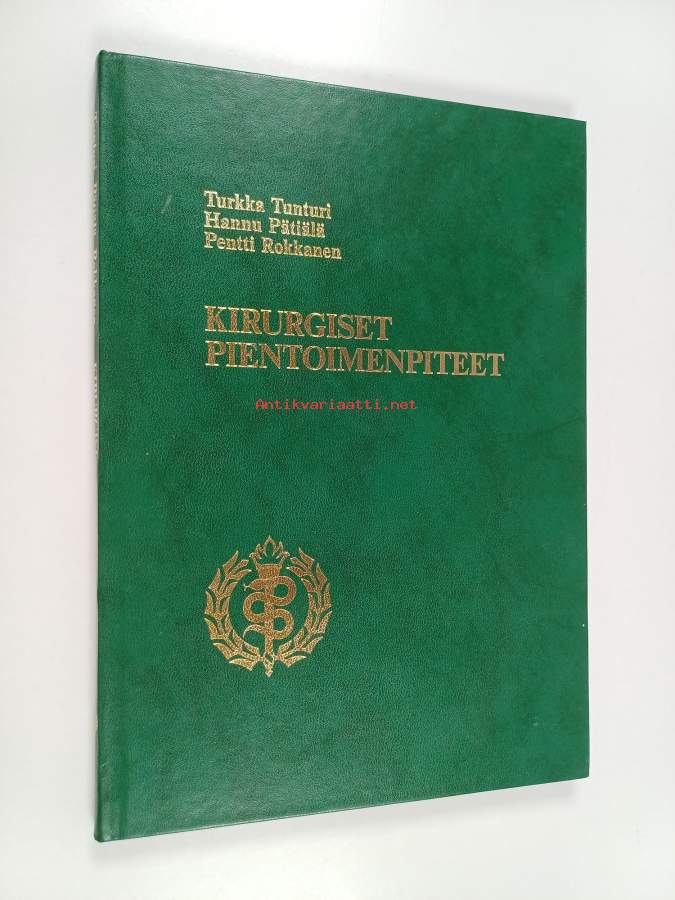 Turkka Tunturi
Hannu Pätiälä
Pentti Rokkanen
KIRURGISET
PIENTOIMENPITEET
Antikvariaatti.net